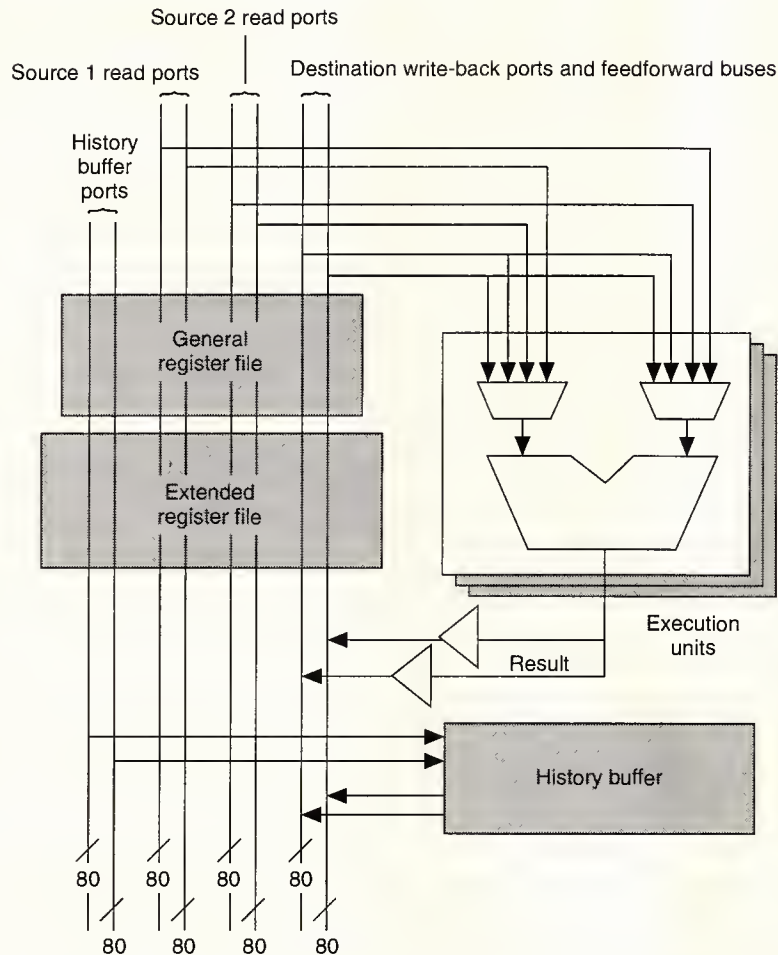 Source 2 read ports
Source 1 read ports
Destination write-back ports and feedforward buses
History
buffer
ports
General
register file
Extended
register file
Execution
units
Result
History buffer
80
80
80
80
80
80
80
80